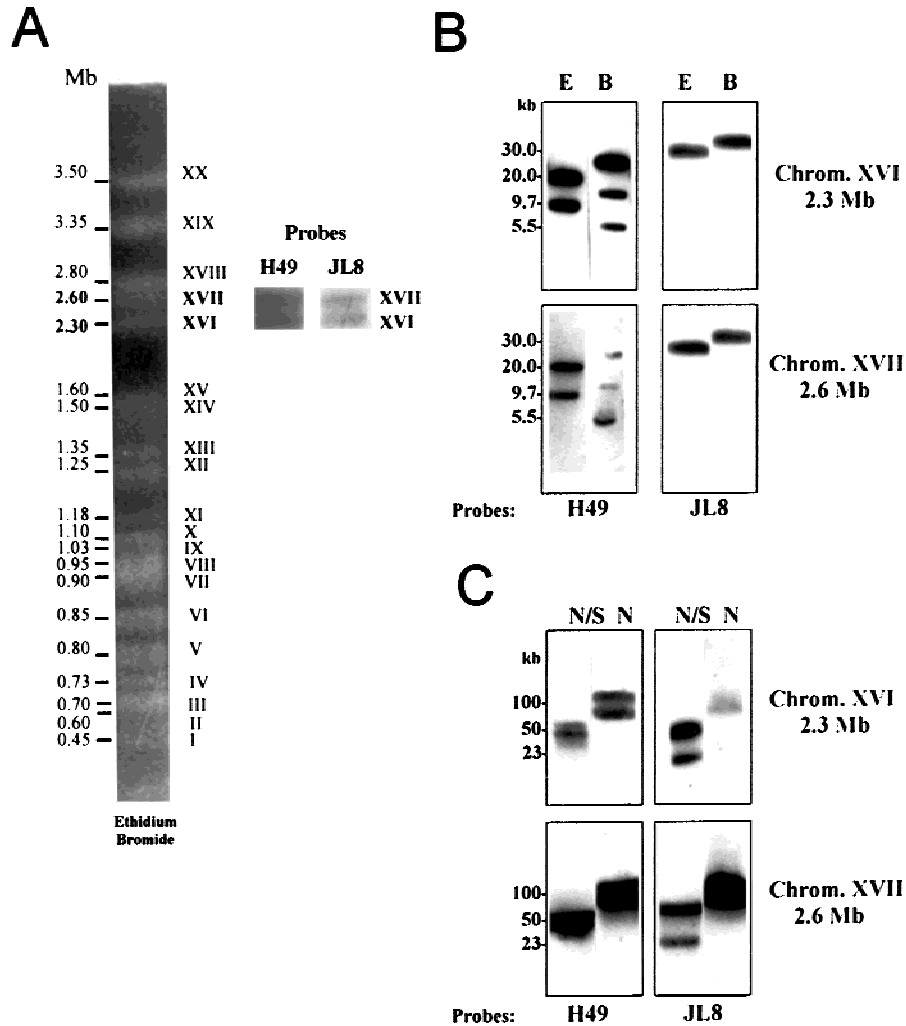 A
Mb
3.50 XX
3.35 XIX
2.80 XVIII
2.60 XVII
2.30 XVI
1.60 XV
1.50 XIV
1.35 XIII
1.25 XII
1.18 XI
1.10 X
1.03 IX
0.95 VIII
0.90 VII
0.85 VI
0.80 V
0.73 IV
0.70 III
0.60 II
0.45 I
Ethidium
Bromide
Probes
H49 JL8
XVII
XVI
B
E B E B
kb
30.0
20.0
9.7
5.5
Chrom. XVI
2.3 Mb
30.0
20.0
9.7
5.5
Chrom. XVII
2.6 Mb
Probes: H49 JL8
C
N/S N N/S N
kb
100
50
23
Chrom. XVI
2.3 Mb
100
50
23
Chrom. XVII
2.6 Mb
Probes: H49 JL8